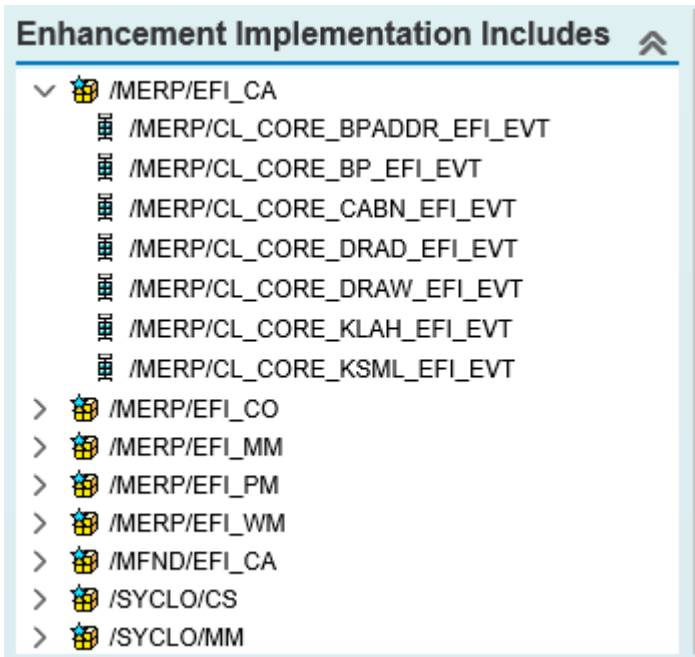 Enhancement Implementation Includes
/MERP/EFI_CA
/MERP/CL_CORE_BPADDR_EFI_EVT
/MERP/CL_CORE_BP_EFI_EVT
/MERP/CL_CORE_CABN_EFI_EVT
/MERP/CL_CORE_DRAD_EFI_EVT
/MERP/CL_CORE_DRAW_EFI_EVT
/MERP/CL_CORE_KLAH_EFI_EVT
/MERP/CL_CORE_KSML_EFI_EVT
/MERP/EFI_CO
/MERP/EFI_MM
/MERP/EFI_PM
/MERP/EFI_WM
/MFND/EFI_CA
/SYCLO/CS
/SYCLO/MM